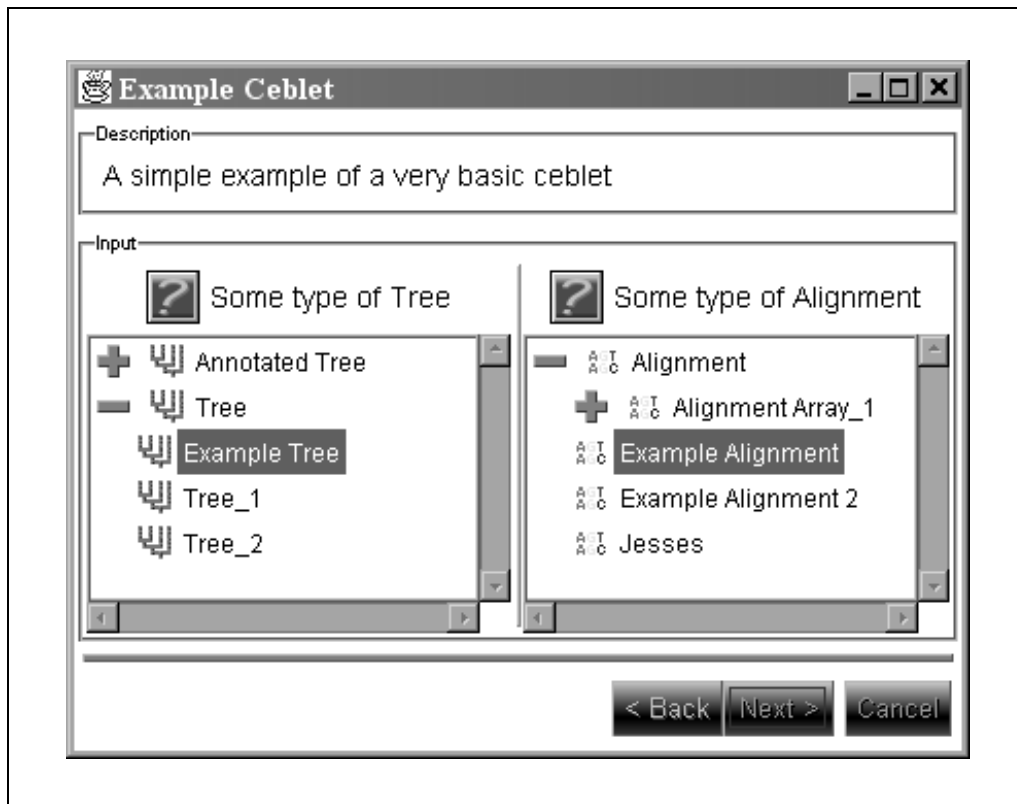 Example Ceblet
Description
A simple example of a very basic ceblet
Input
Some type of Tree
Annotated Tree
Tree
Example Tree
Tree_1
Tree_2
Some type of Alignment
Alignment
Alignment Array_1
Example Alignment
Example Alignment 2
Jesses
< Back
Next >
Cancel